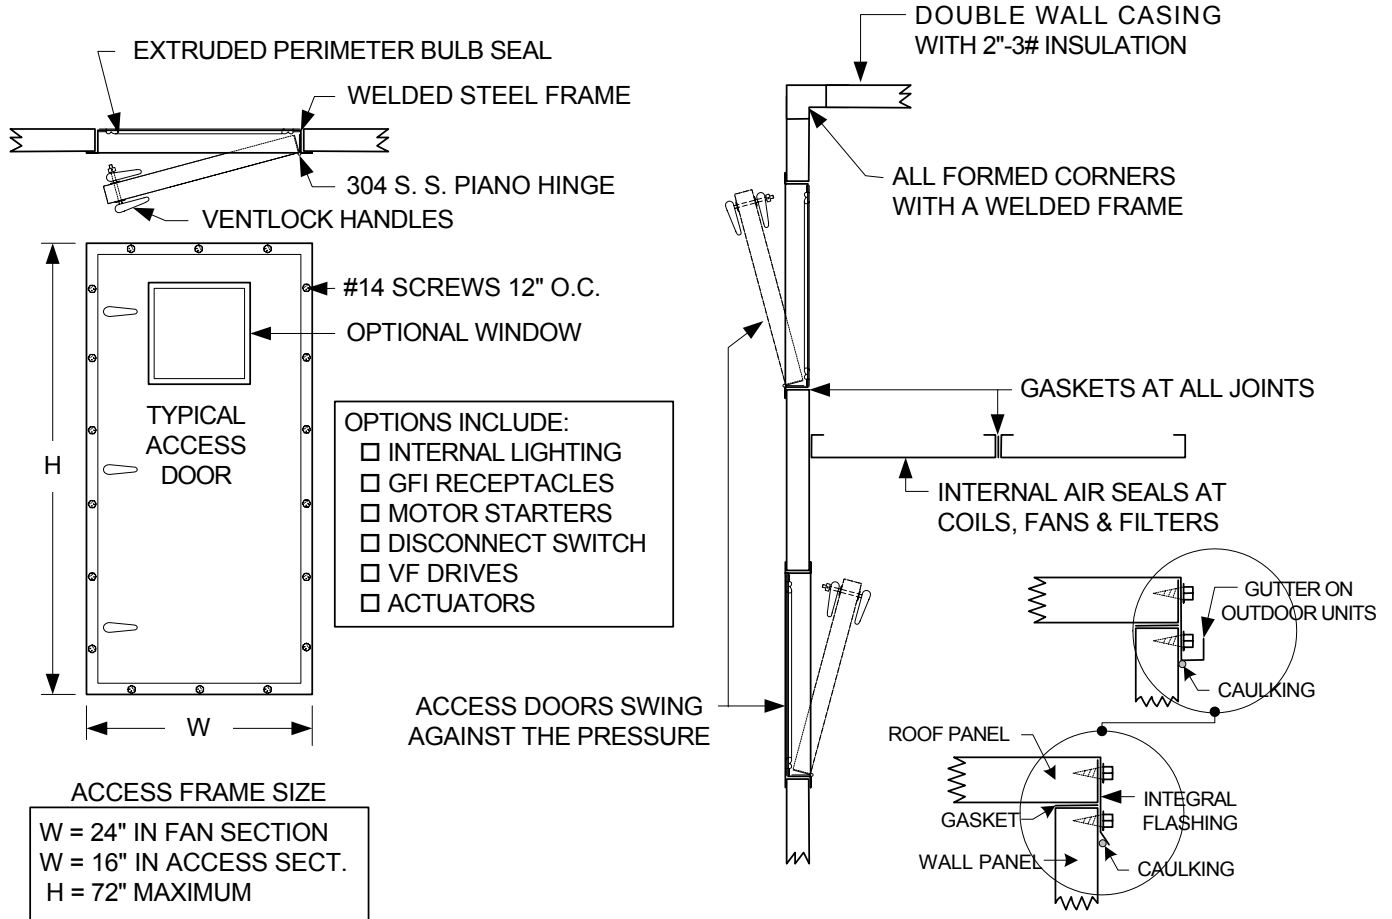 DOUBLE WALL CASING
WITH 2"-3# INSULATION
EXTRUDED PERIMETER BULB SEAL
WELDED STEEL FRAME
304 S. S. PIANO HINGE
VENTLOCK HANDLES
ALL FORMED CORNERS
WITH A WELDED FRAME
#14 SCREWS 12" O.C.
OPTIONAL WINDOW
TYPICAL
ACCESS
DOOR
H
W
GASKETS AT ALL JOINTS
OPTIONS INCLUDE:
INTERNAL LIGHTING
GFI RECEPTACLES
MOTOR STARTERS
DISCONNECT SWITCH
VF DRIVES
ACTUATORS
INTERNAL AIR SEALS AT
COILS, FANS & FILTERS
GUTTER ON
OUTDOOR UNITS
CAULKING
ACCESS DOORS SWING
AGAINST THE PRESSURE
ROOF PANEL
GASKET
INTEGRAL
FLASHING
WALL PANEL
CAULKING
ACCESS FRAME SIZE
W = 24" IN FAN SECTION
W = 16" IN ACCESS SECT.
H = 72" MAXIMUM